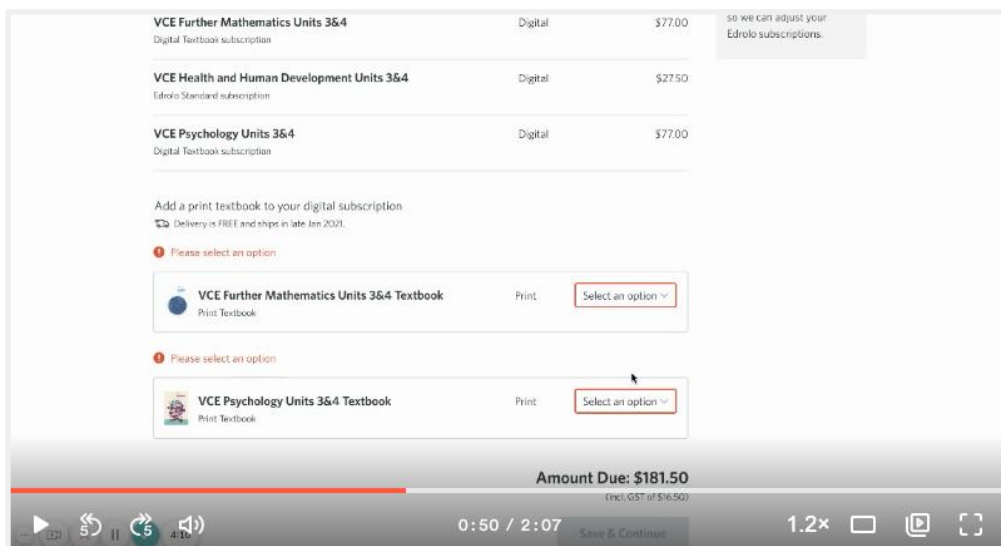 VCE Further Mathematics Units 3&4 Digital $77.00
so we can adjust your
Digital Textbook subscription
Edrolo subscriptions.
VCE Health and Human Development Units 3&4 Digital $27.50
Edrolo Standard subscription
VCE Psychology Units 3&4 Digital $77.00
Digital Textbook subscription
Add a print textbook to your digital subscription
Delivery is FREE and ships in late Jan 2021.
Please select an option
VCE Further Mathematics Units 3&4 Textbook Print Select an option
Print Textbook
Please select an option
VCE Psychology Units 3&4 Textbook Print Select an option
Print Textbook
Amount Due: $181.50
(incl. GST of $16.50)
5 5 0:50 / 2:07 1.2×
4:16 Save & Continue